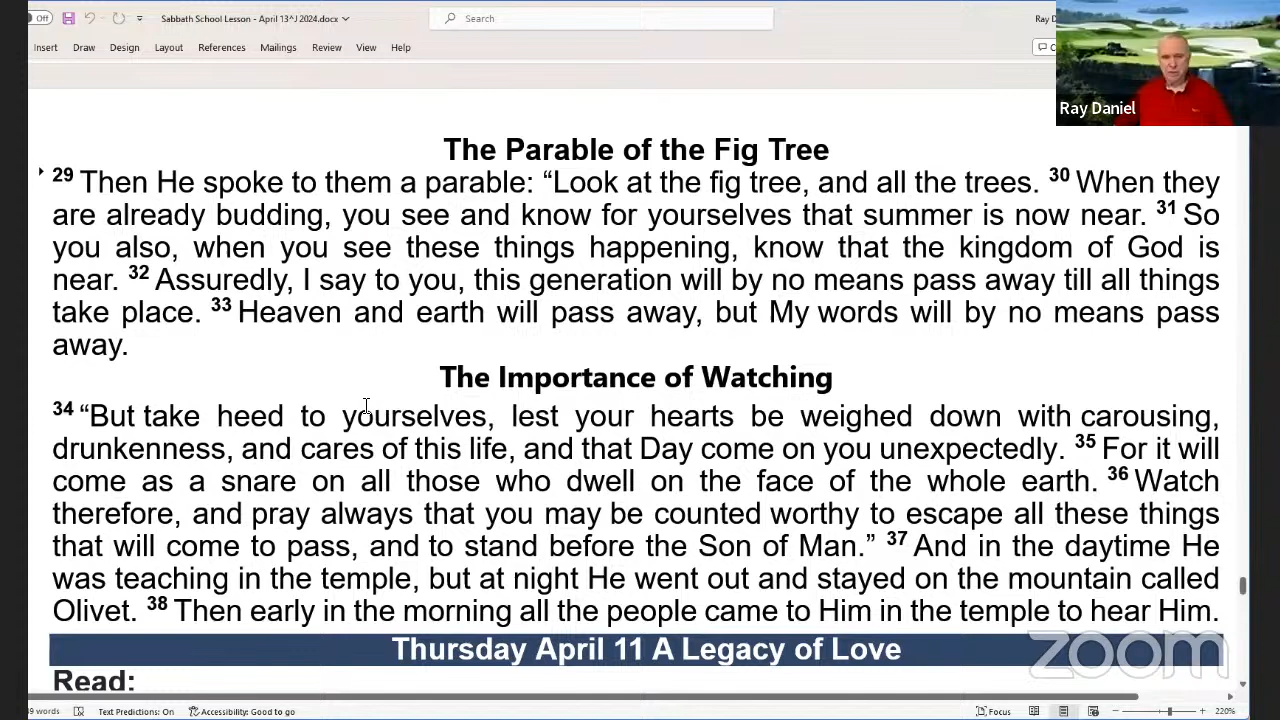 Off
Sabbath School Lesson - April 13^J 2024.docx
Search
Ray D
Insert Draw Design Layout References Mailings Review View Help
Ray Daniel
The Parable of the Fig Tree
29 Then He spoke to them a parable: “Look at the fig tree, and all the trees. 30 When they
are already budding, you see and know for yourselves that summer is now near. 31 So
you also, when you see these things happening, know that the kingdom of God is
near. 32 Assuredly, I say to you, this generation will by no means pass away till all things
take place. 33 Heaven and earth will pass away, but My words will by no means pass
away.
The Importance of Watching
34 “But take heed to yourselves, lest your hearts be weighed down with carousing,
drunkenness, and cares of this life, and that Day come on you unexpectedly. 35 For it will
come as a snare on all those who dwell on the face of the whole earth. 36 Watch
therefore, and pray always that you may be counted worthy to escape all these things
that will come to pass, and to stand before the Son of Man.” 37 And in the daytime He
was teaching in the temple, but at night He went out and stayed on the mountain called
Olivet. 38 Then early in the morning all the people came to Him in the temple to hear Him.
Thursday April 11 A Legacy of Love
zoom
Read:
words Text Predictions: On Accessibility: Good to go Focus 220%